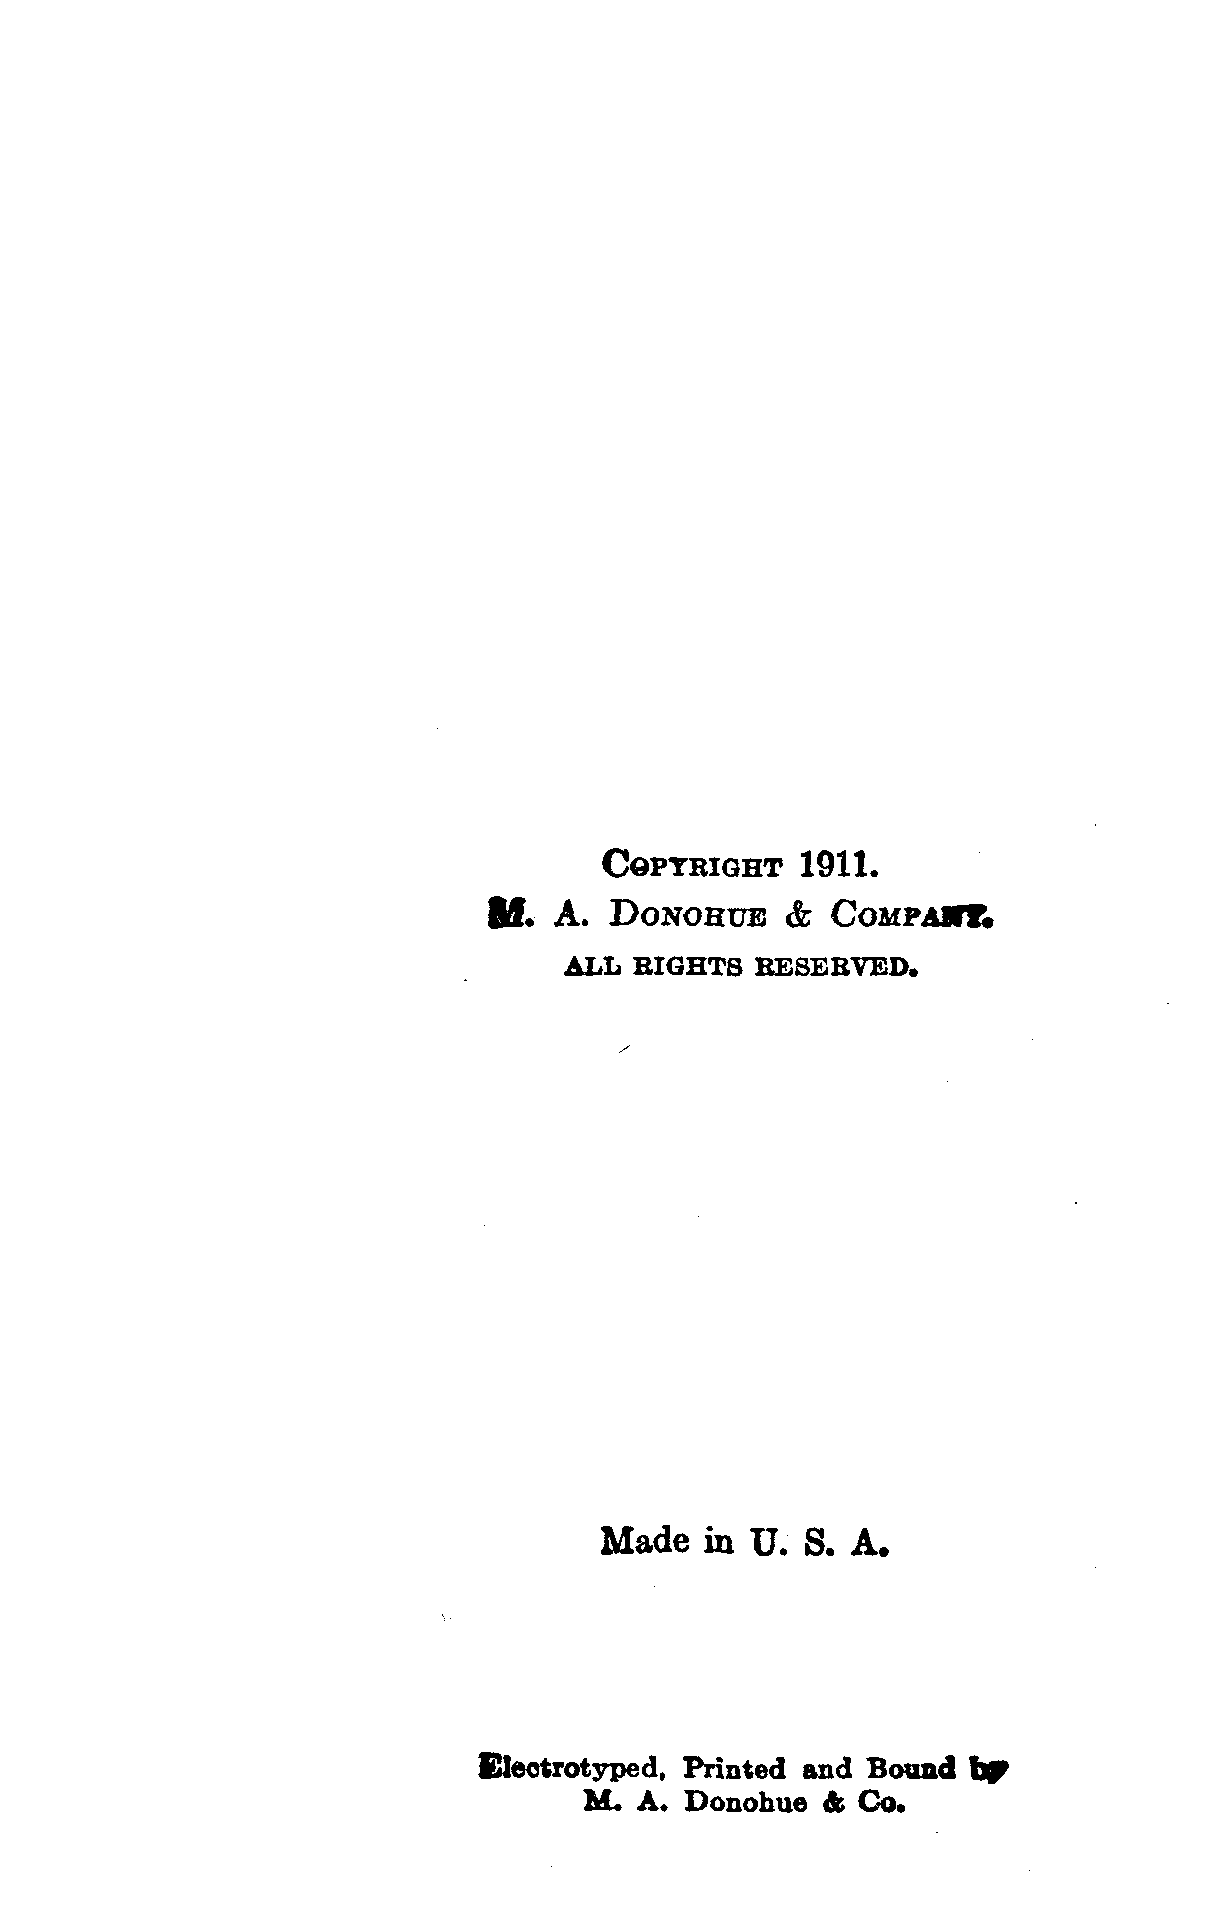 COPYRIGHT 1911.
M. A. DONOHUE & COMPANY.
ALL RIGHTS RESERVED.
Made in U. S. A.
Electrotyped, Printed and Bound by
M. A. Donohue & Co.